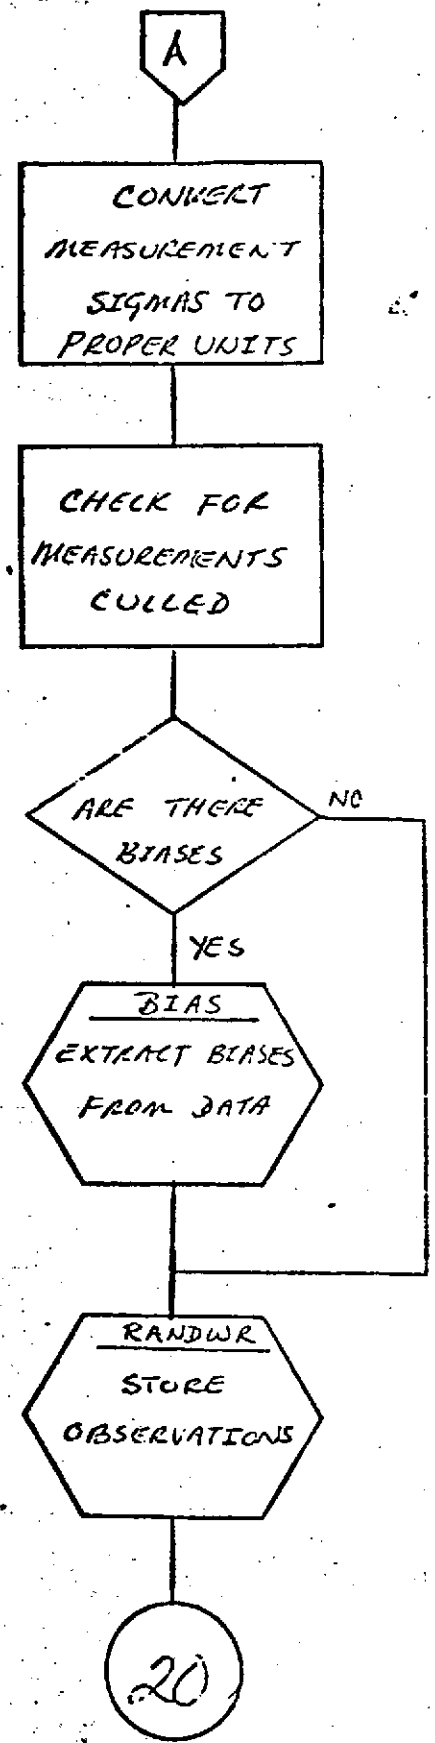 A
CONVERT
MEASUREMENT
SIGMAS TO
PROPER UNITS
CHECK FOR
MEASUREMENTS
CULLED
ARE THERE
BIASES
NO
YES
BIAS
EXTRACT BIASES
FROM DATA
RANDWR
STORE
OBSERVATIONS
20